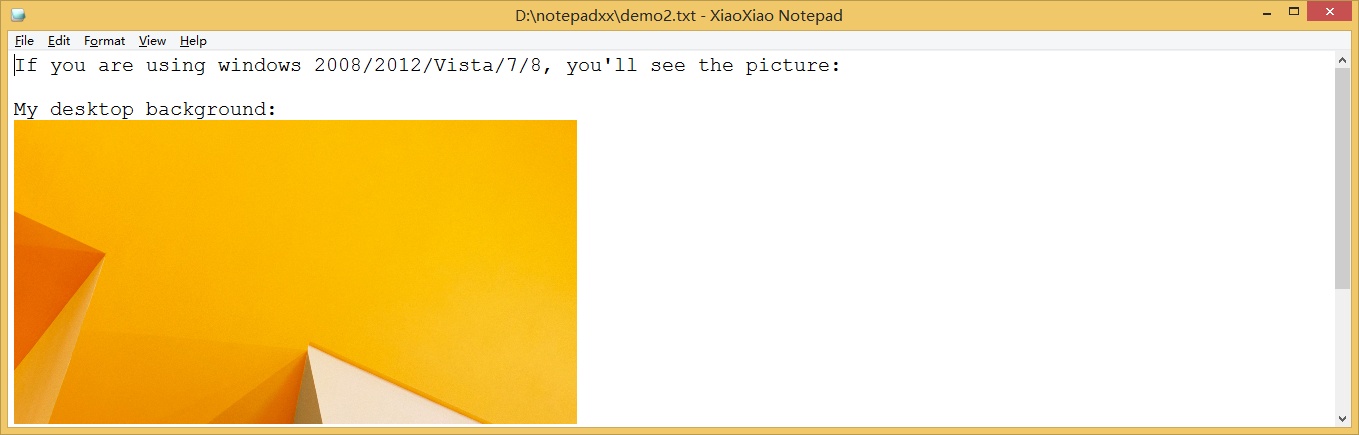 D:\notepadxx\demo2.txt - XiaoXiao Notepad
File Edit Format View Help
If you are using windows 2008/2012/Vista/7/8, you'll see the picture:
My desktop background: